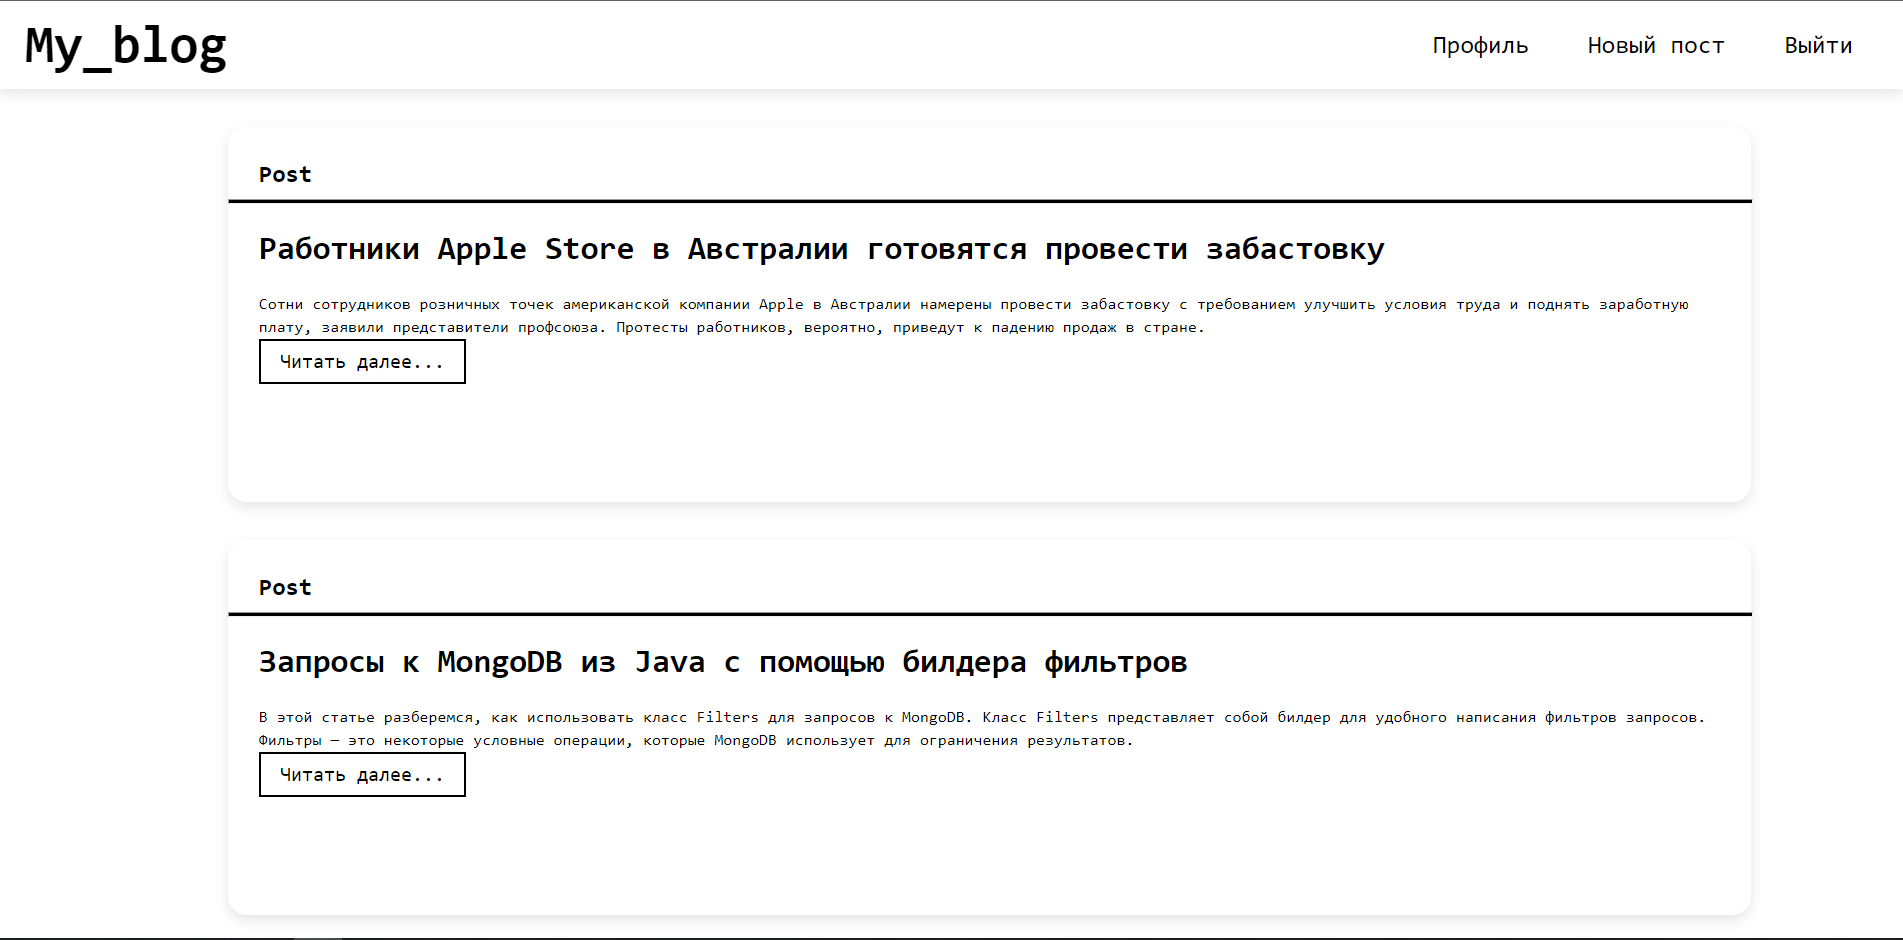 My_blog
Профиль Новый пост Выйти
Post
Работники Apple Store в Австралии готовятся провести забастовку
Сотни сотрудников розничных точек американской компании Apple в Австралии намерены провести забастовку с требованием улучшить условия труда и поднять заработную
плату, заявили представители профсоюза. Протесты работников, вероятно, приведут к падению продаж в стране.
Читать далее...
Post
Запросы к MongoDB из Java с помощью билдера фильтров
В этой статье разберемся, как использовать класс Filters для запросов к MongoDB. Класс Filters представляет собой билдер для удобного написания фильтров запросов.
Фильтры — это некоторые условные операции, которые MongoDB использует для ограничения результатов.
Читать далее...